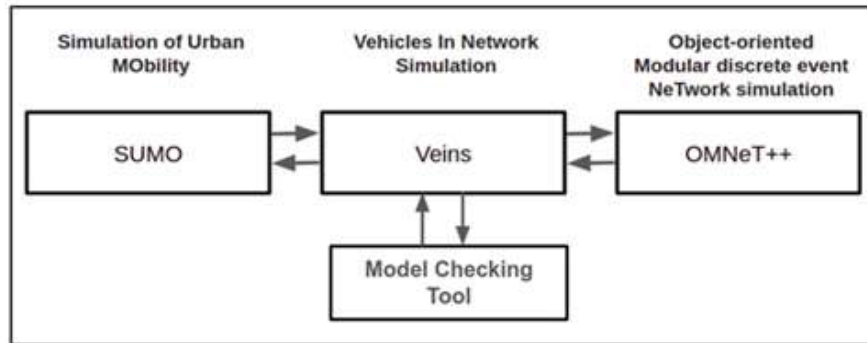 Simulation of Urban
MObility
Vehicles In Network
Simulation
Object-oriented
Modular discrete event
NeTwork simulation
SUMO
Veins
OMNeT++
Model Checking
Tool